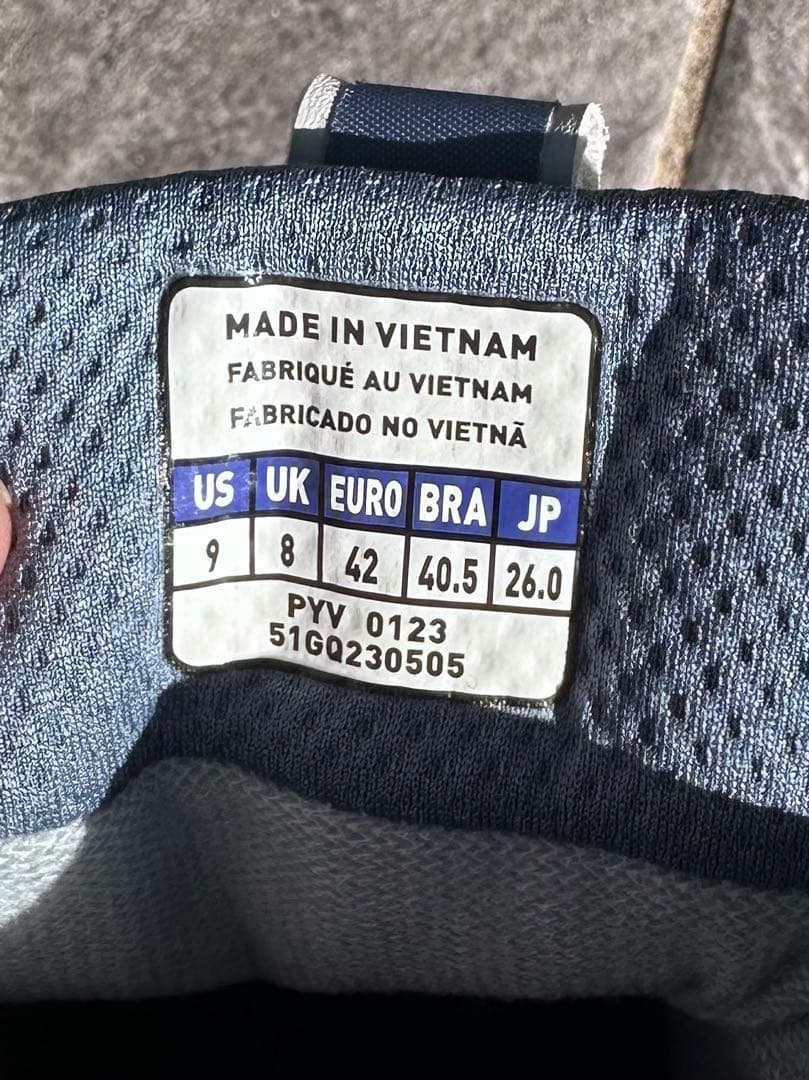 MADE IN VIETNAM
FABRIQUÉ AU VIETNAM
FABRICADO NO VIETNÃ
US UK EURO BRA JP
9 8 42 40.5 26.0
PYV 0123
51GQ230505